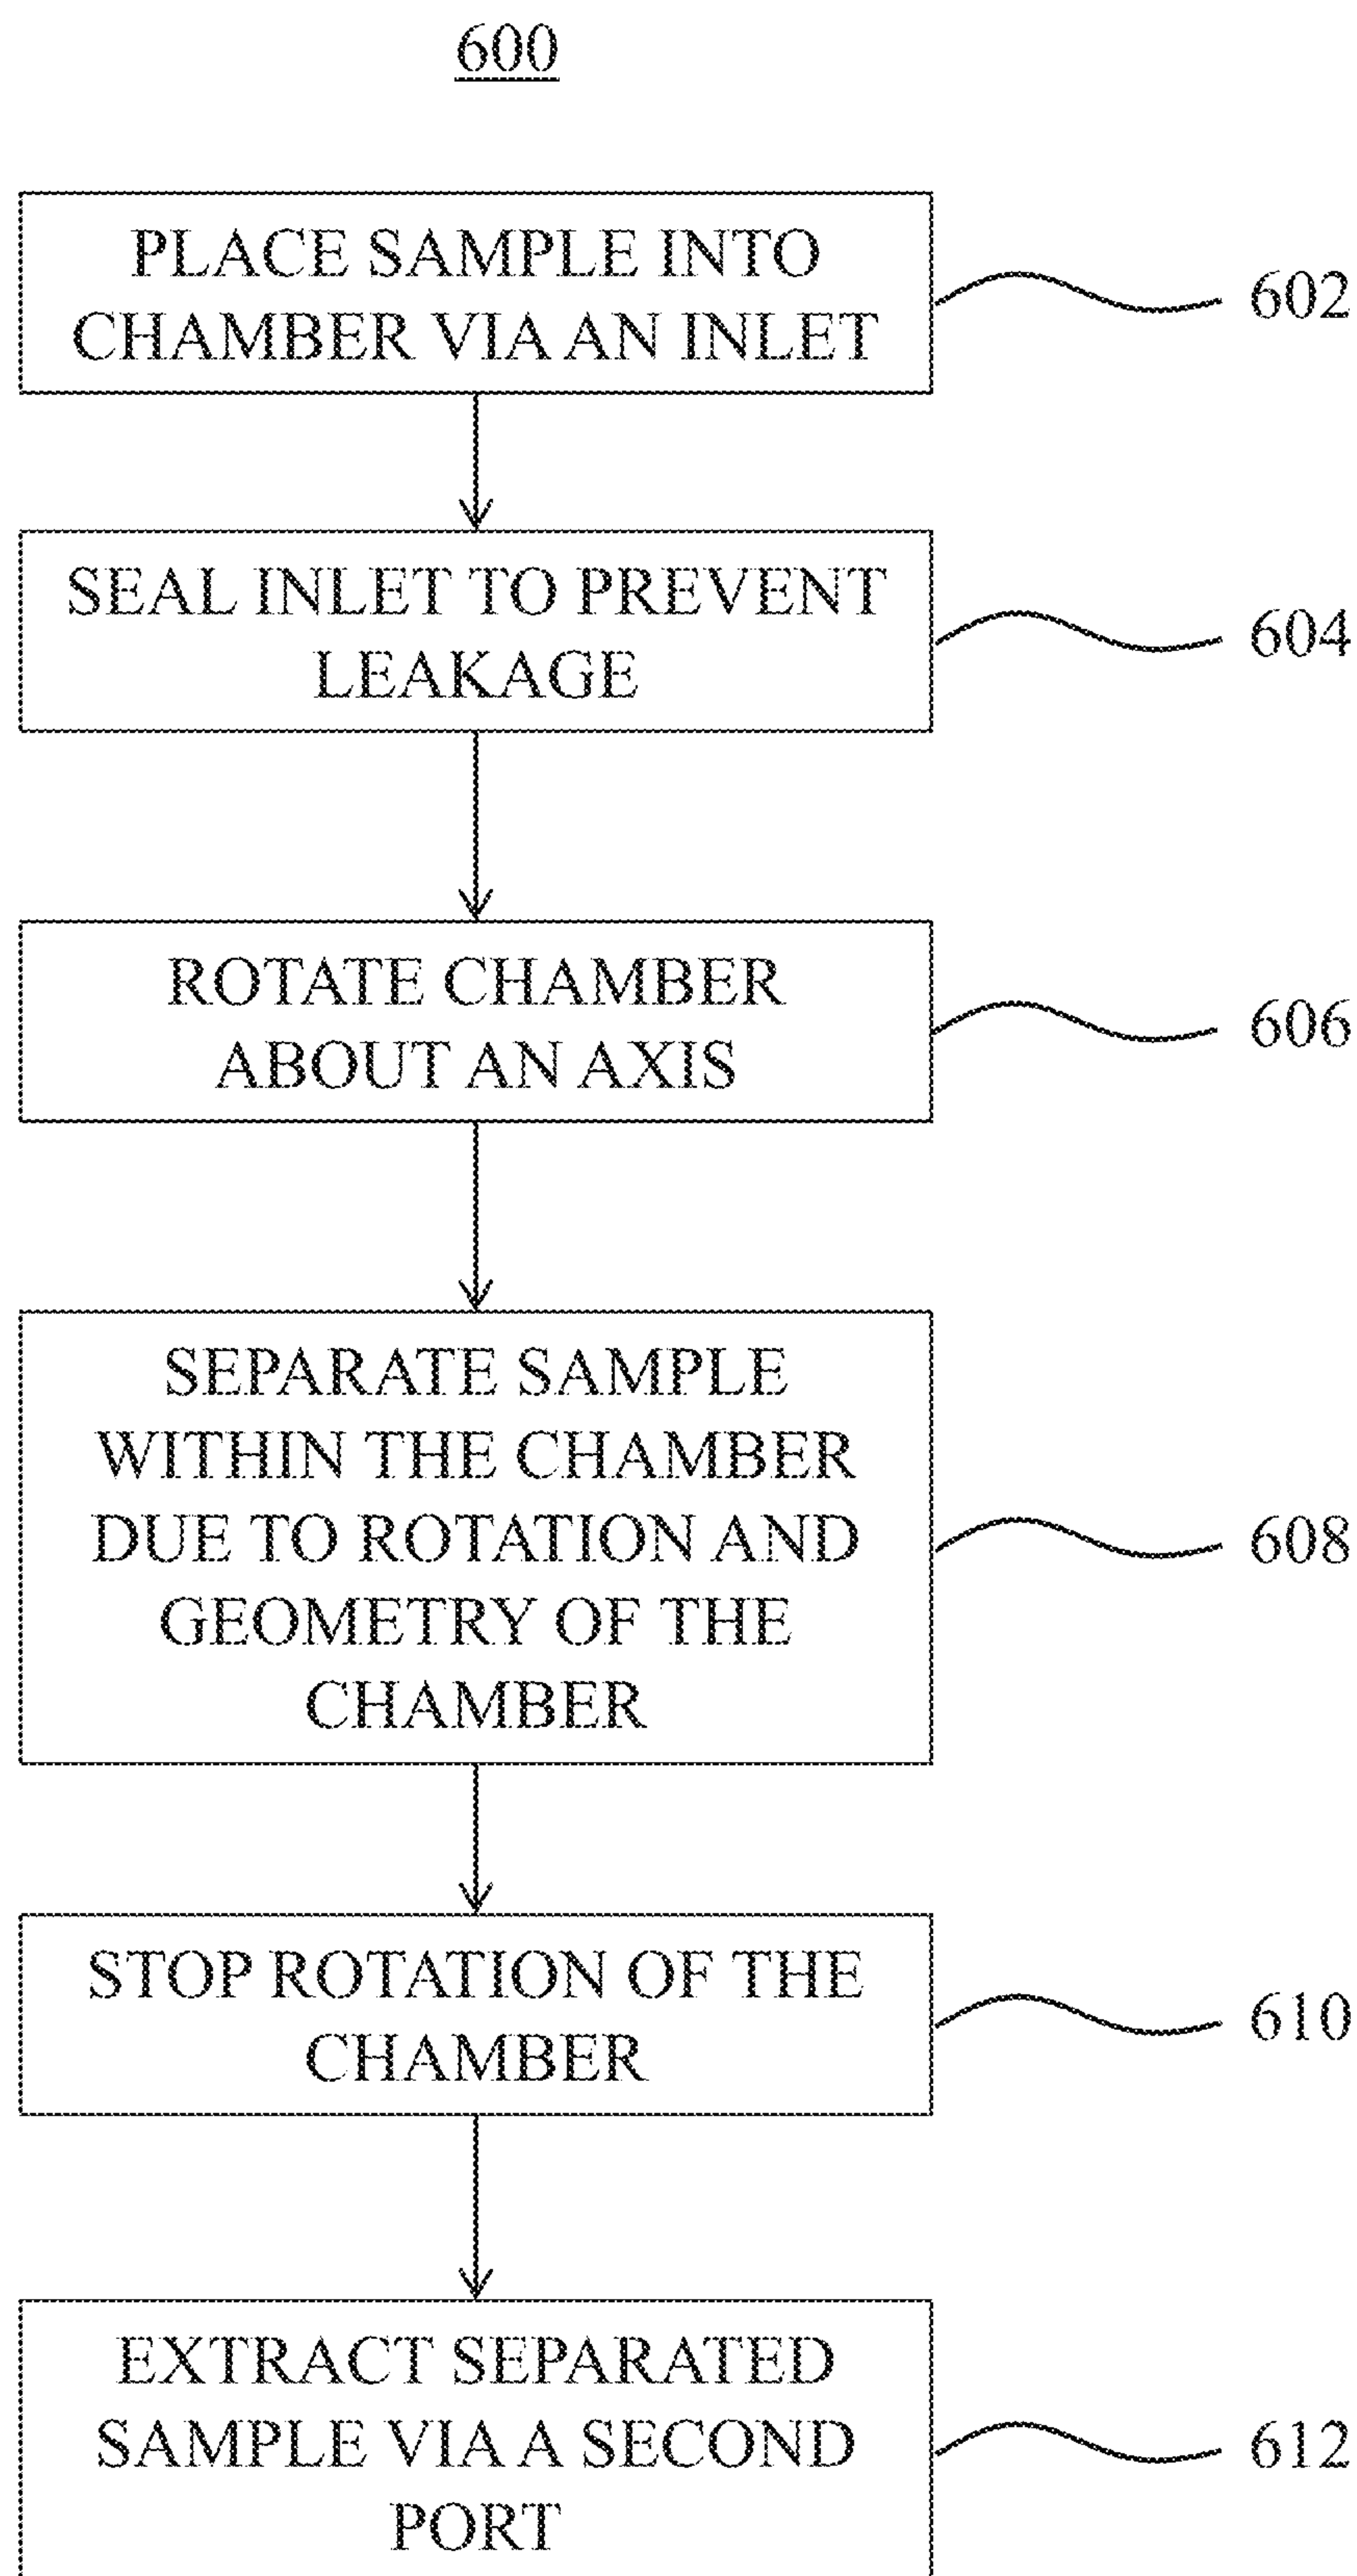 600
PLACE SAMPLE INTO
CHAMBER VIA AN INLET
602
SEAL INLET TO PREVENT
LEAKAGE
604
ROTATE CHAMBER
ABOUT AN AXIS
606
SEPARATE SAMPLE
WITHIN THE CHAMBER
DUE TO ROTATION AND
GEOMETRY OF THE
CHAMBER
608
STOP ROTATION OF THE
CHAMBER
610
EXTRACT SEPARATED
SAMPLE VIA A SECOND
PORT
612